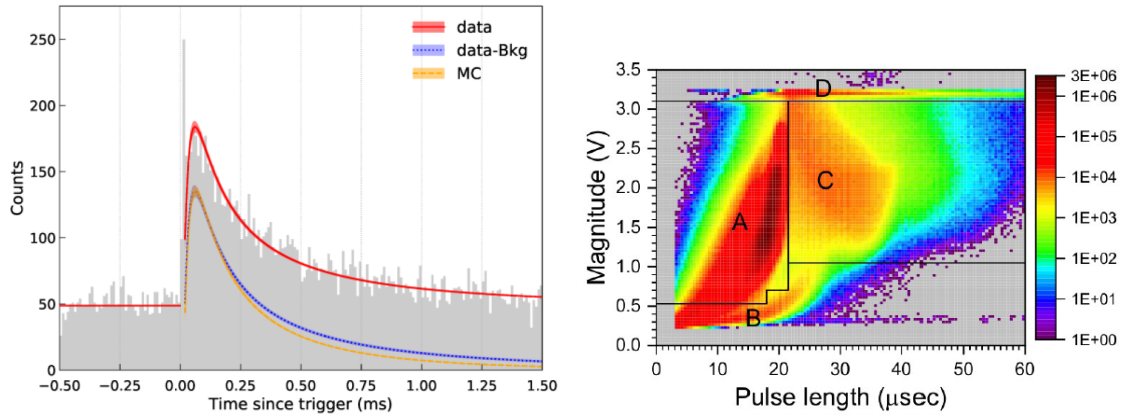 250
200
150
100
50
0
Counts
data
data-Bkg
MC
−0.50 −0.25 0.00 0.25 0.50 0.75 1.00 1.25 1.50
Time since trigger (ms)
3.5
3.0
2.5
2.0
1.5
1.0
0.5
0.0
Magnitude (V)
D
C
A
B
0 10 20 30 40 50 60
Pulse length (μsec)
3E+06
1E+06
1E+05
1E+04
1E+03
1E+02
1E+01
1E+00